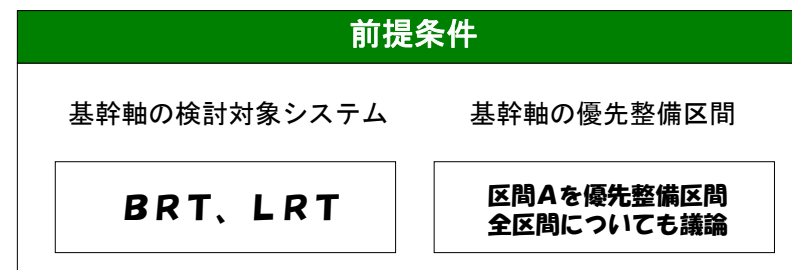 前提条件
基幹軸の検討対象システム
基幹軸の優先整備区間
BRT、LRT
区間Aを優先整備区間
全区間についても議論